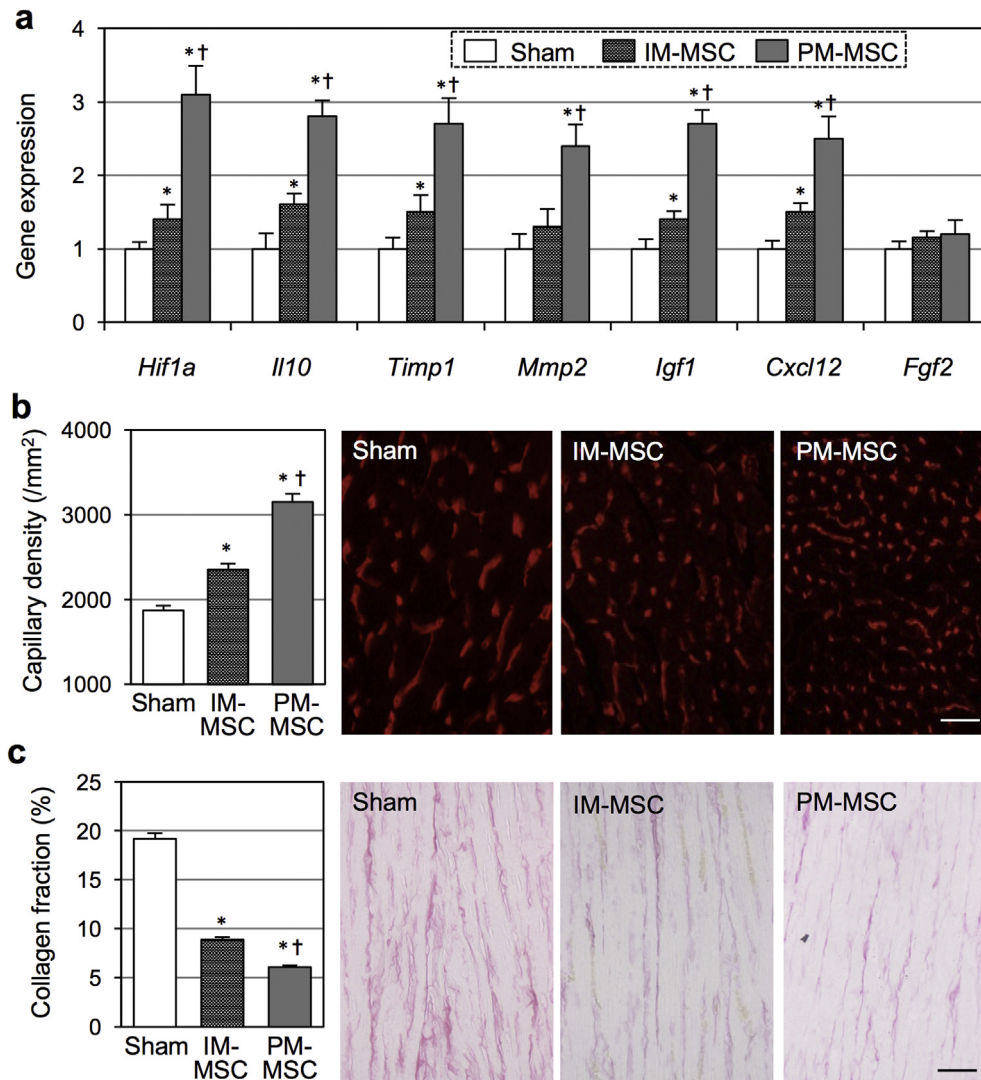 a
Gene expression
4
3
2
1
0
Sham IM-MSC PM-MSC
*† *† *† *† *† *†
* * * * *
Hif1a Il10 Timp1 Mmp2 Igf1 Cxcl12 Fgf2
b
Capillary density (/mm²)
4000
3000
2000
1000
* †
*
Sham IM-MSC PM-MSC
Sham
IM-MSC
PM-MSC
c
Collagen fraction (%)
25
20
15
10
5
0
*
* †
Sham IM-MSC PM-MSC
Sham
IM-MSC
PM-MSC